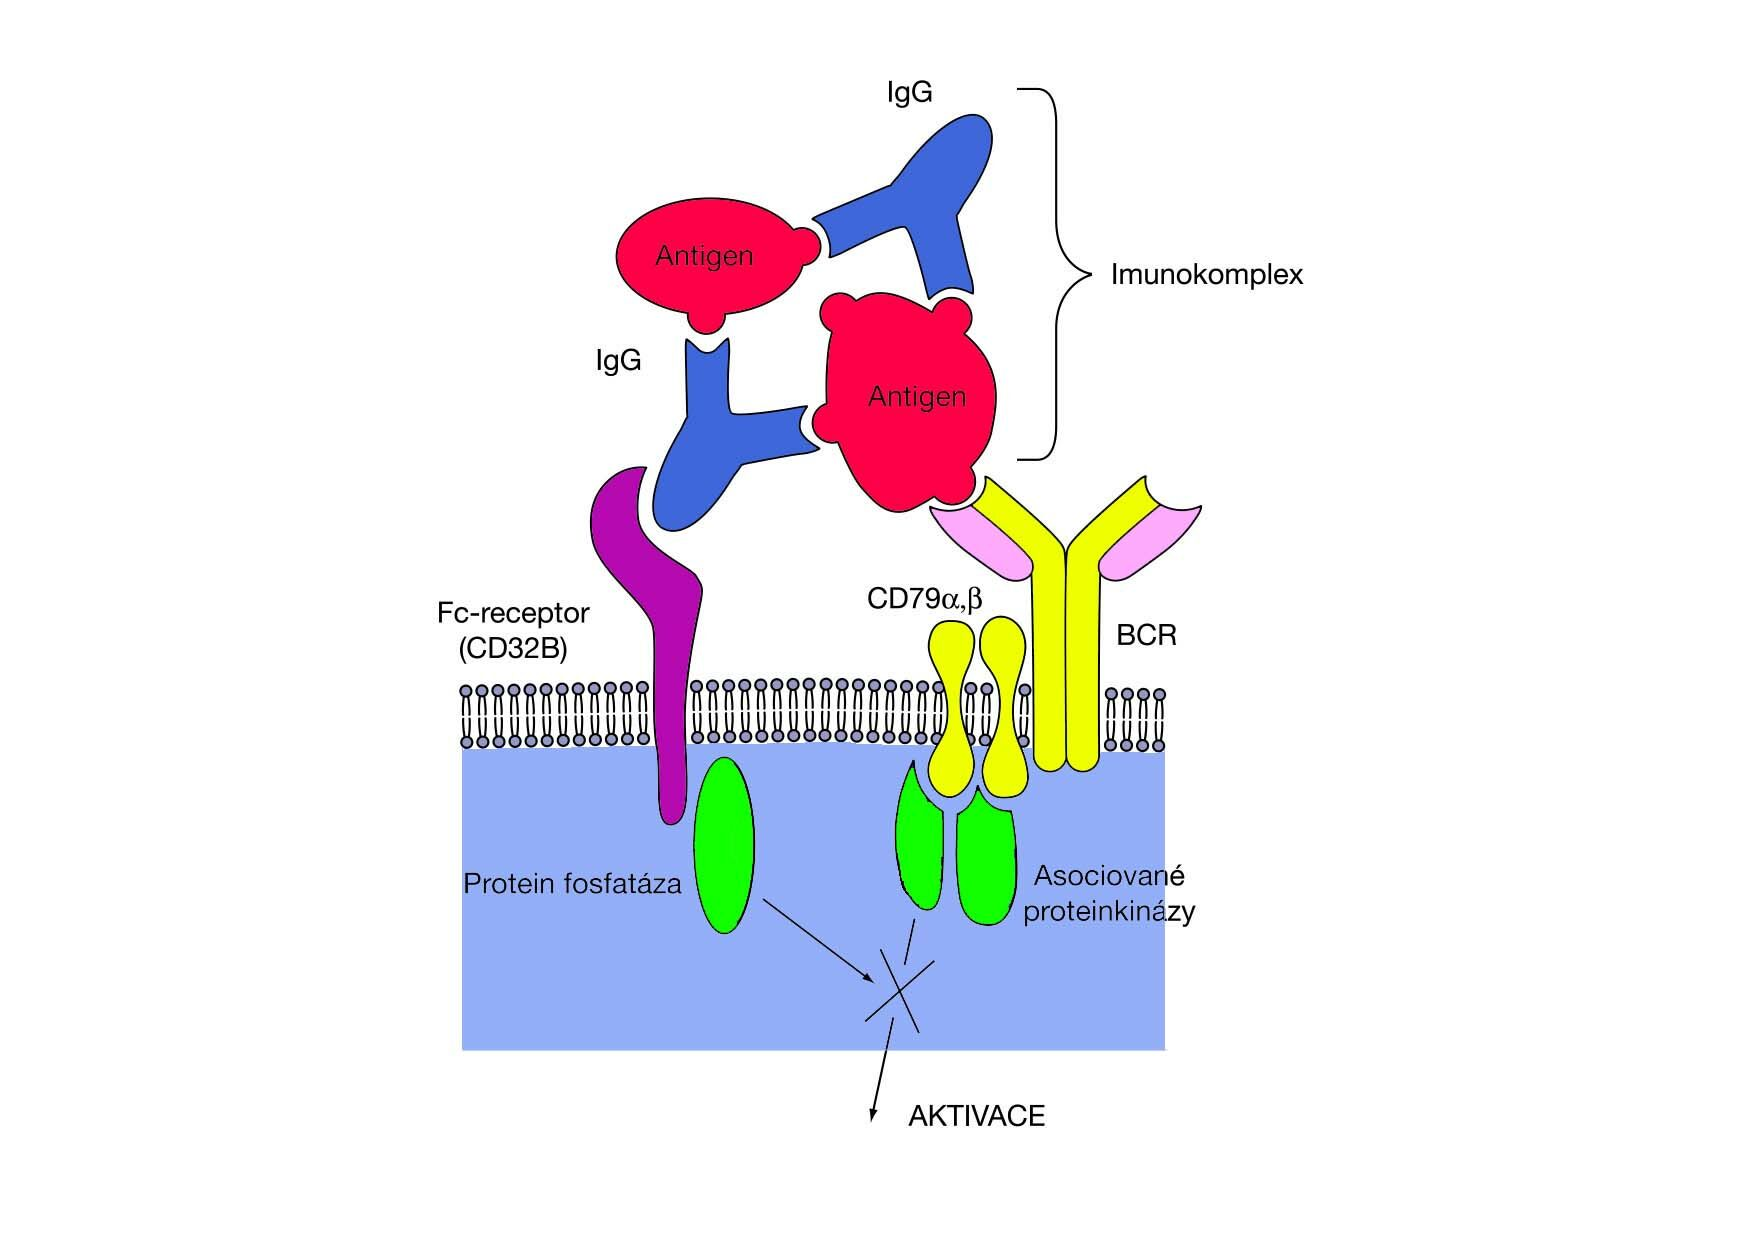 IgG
Antigen
Imunokomplex
IgG
Antigen
CD79α,β
Fc-receptor
(CD32B)
BCR
Protein fosfatáza
Asociované
proteinkinázy
AKTIVACE